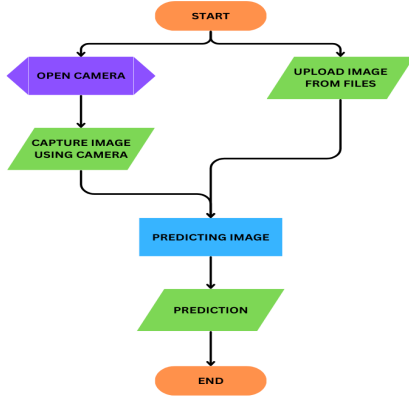 START
OPEN CAMERA
UPLOAD IMAGE
FROM FILES
CAPTURE IMAGE
USING CAMERA
PREDICTING IMAGE
PREDICTION
END